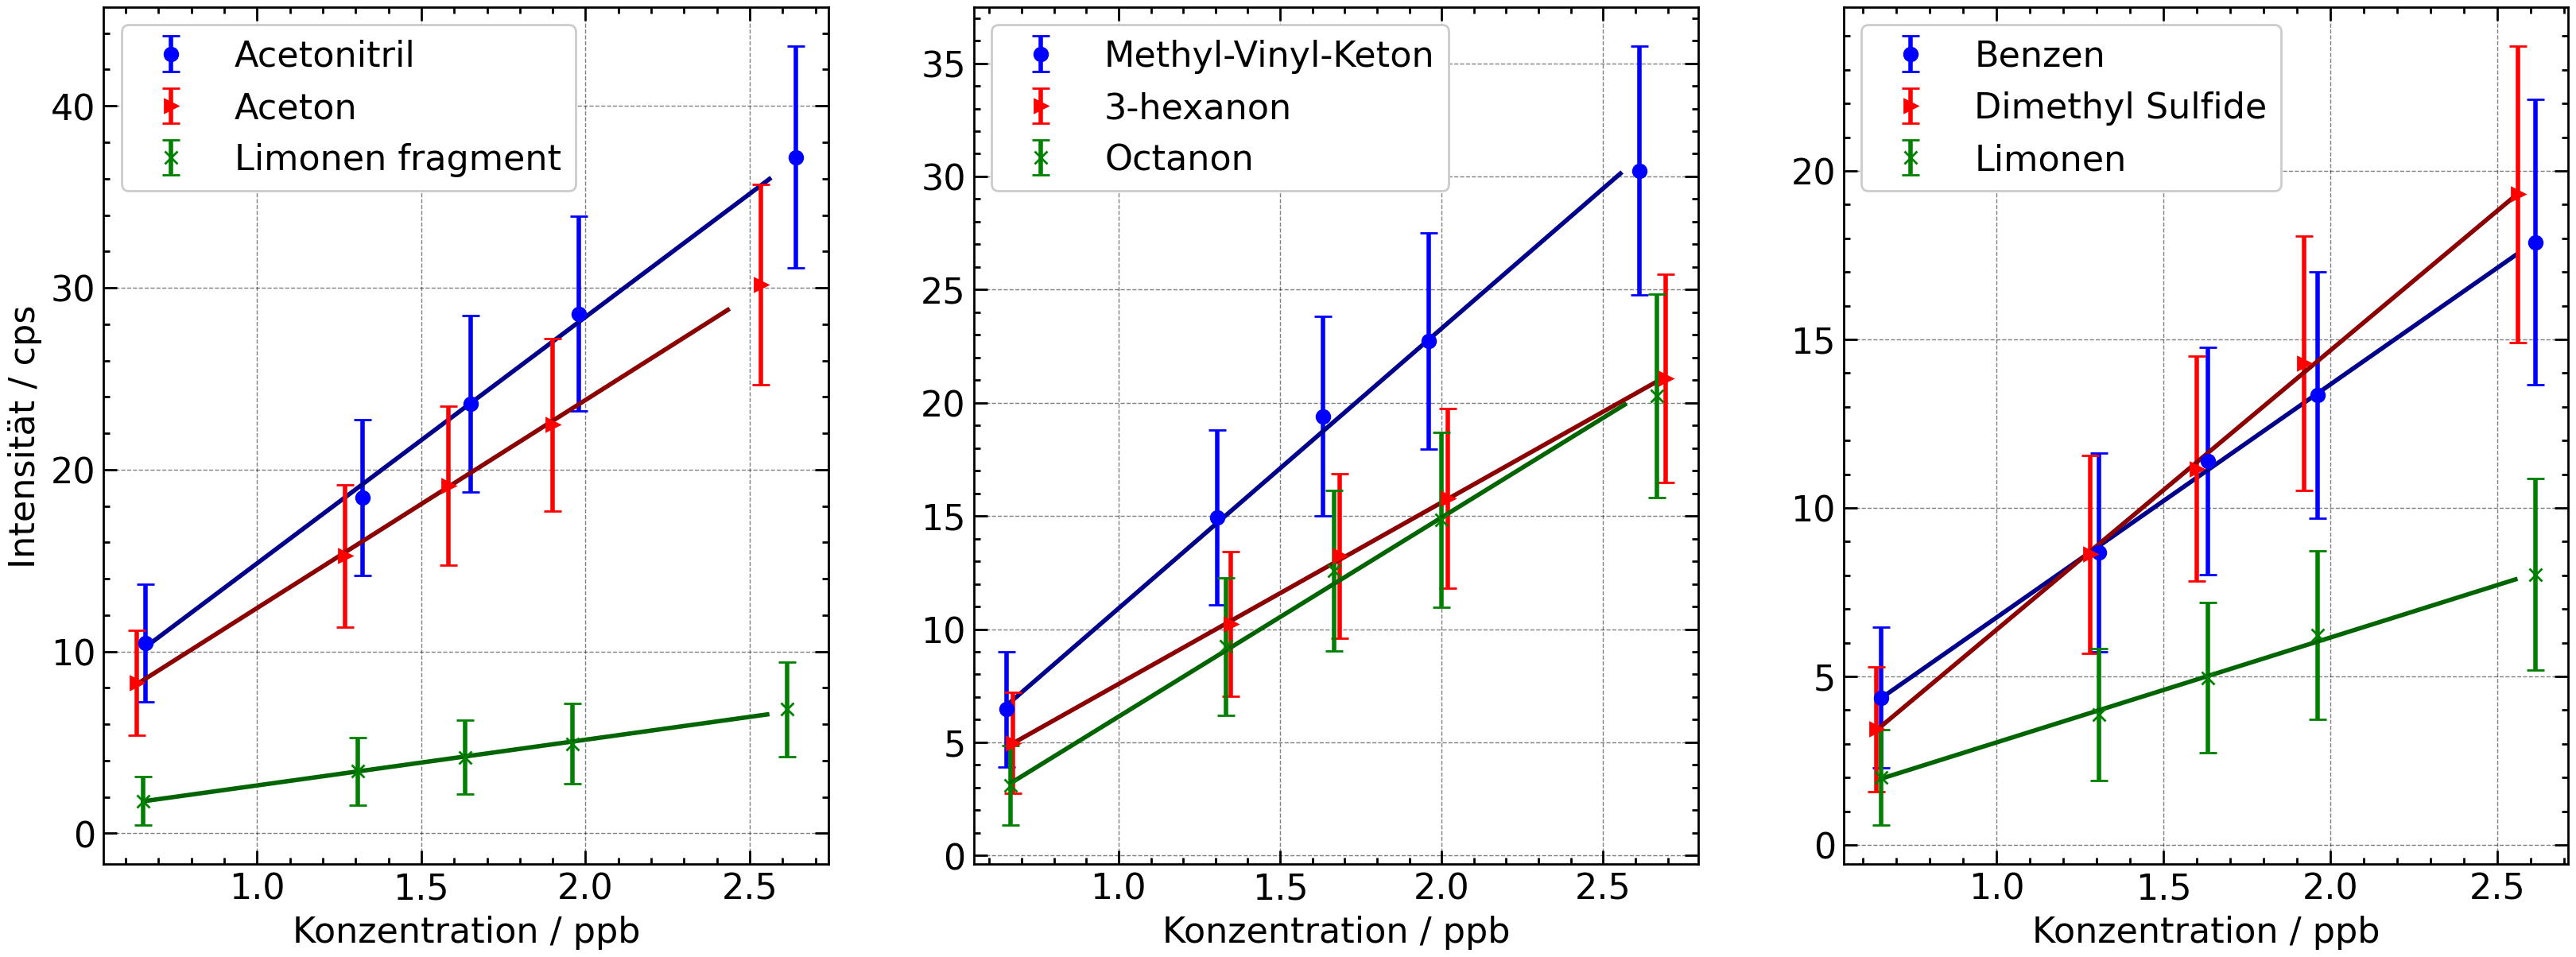 Intensität / cps
40
30
20
10
0
Acetonitril
Aceton
Limonen fragment
1.0 1.5 2.0 2.5
Konzentration / ppb
35
30
25
20
15
10
5
0
Methyl-Vinyl-Keton
3-hexanon
Octanon
1.0 1.5 2.0 2.5
Konzentration / ppb
20
15
10
5
0
Benzen
Dimethyl Sulfide
Limonen
1.0 1.5 2.0 2.5
Konzentration / ppb